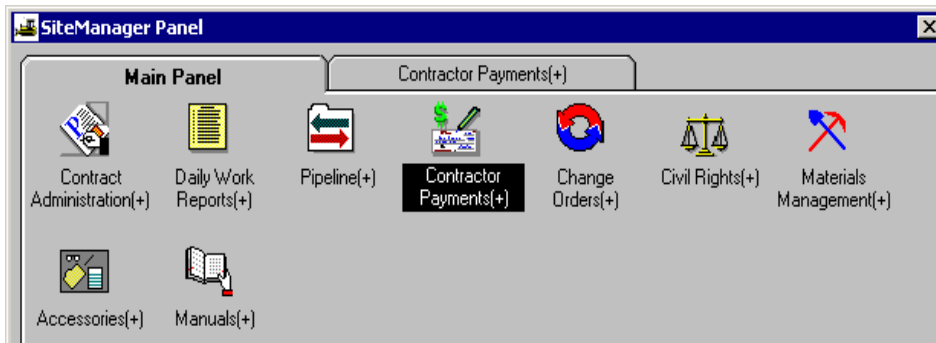 SiteManager Panel
Main Panel
Contractor Payments(+)
Contract
Administration(+)
Daily Work
Reports(+)
Pipeline(+)
Contractor
Payments(+)
Change
Orders(+)
Civil Rights(+)
Materials
Management(+)
Accessories(+)
Manuals(+)